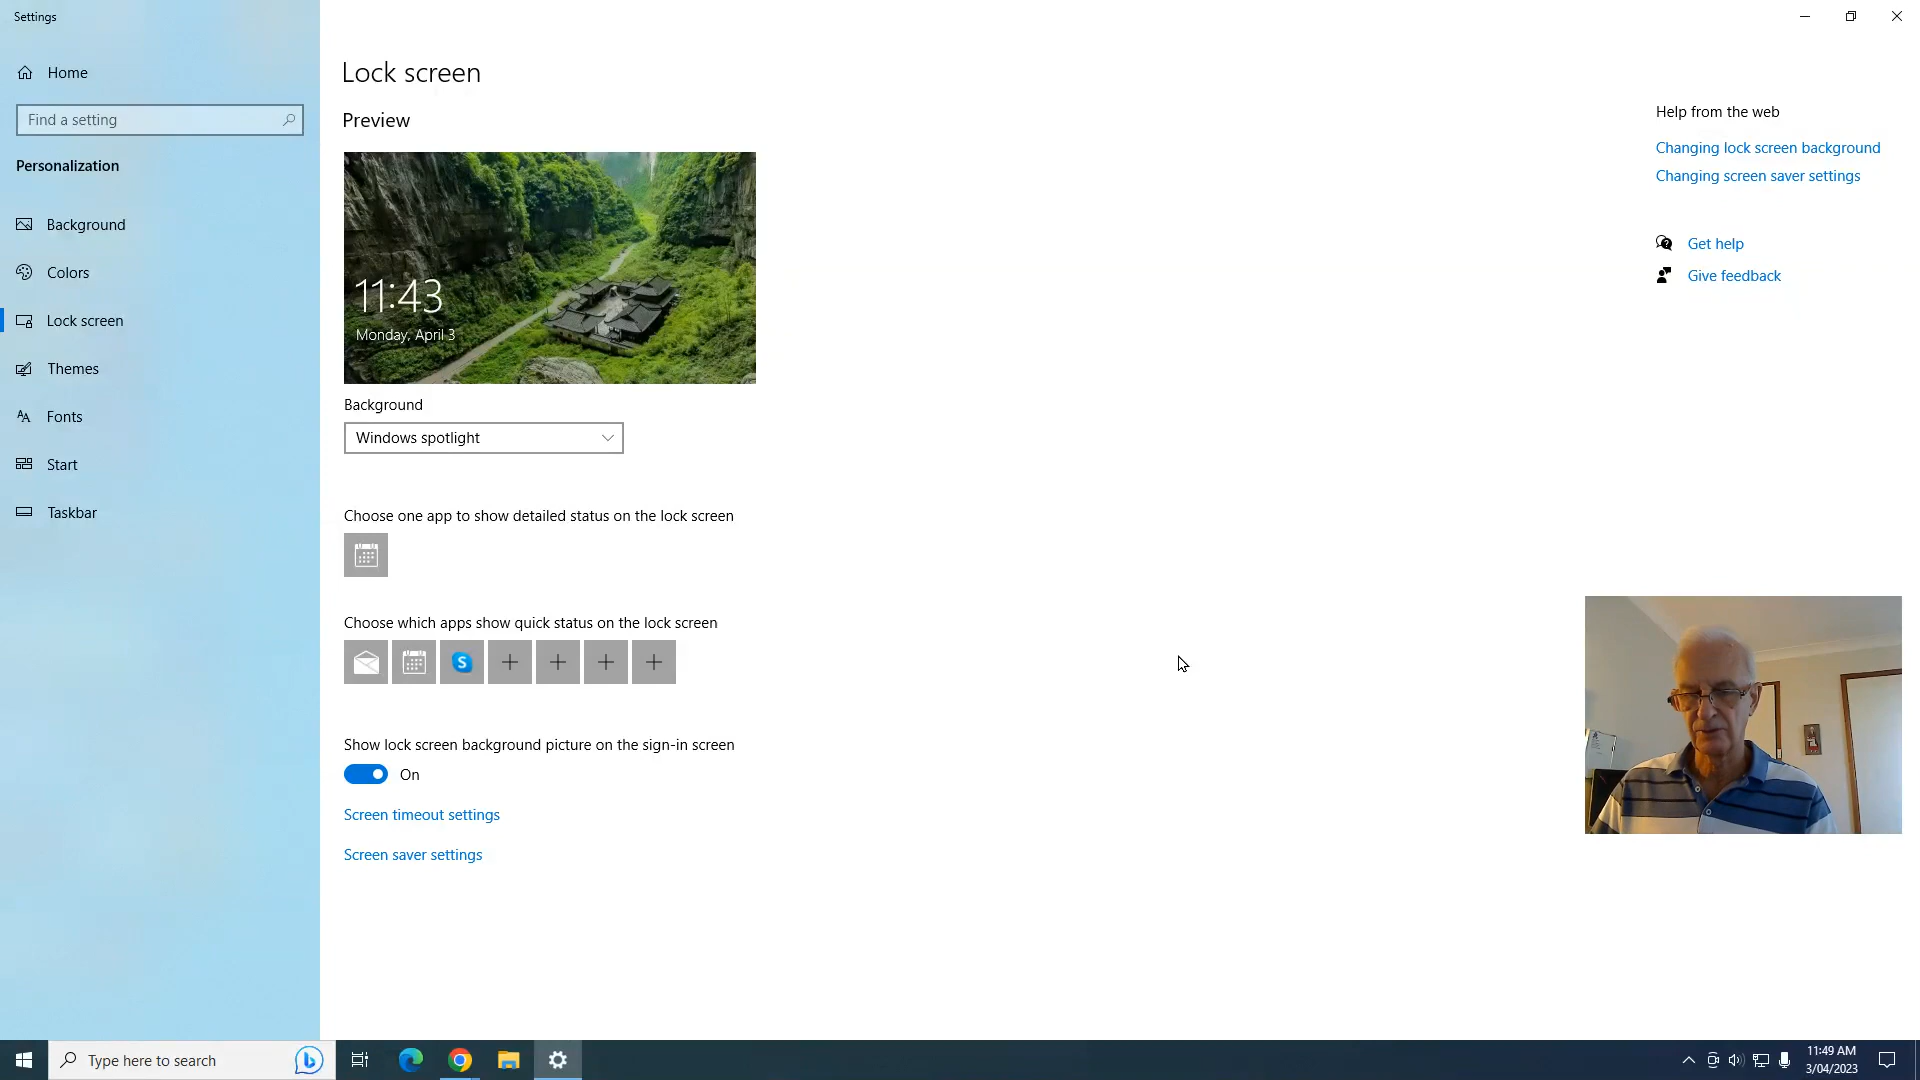 Settings
Home
Find a setting
Personalization
Background
Colors
Lock screen
Themes
Fonts
Start
Taskbar
Lock screen
Preview
11:43
Monday, April 3
Background
Windows spotlight
Choose one app to show detailed status on the lock screen
Choose which apps show quick status on the lock screen
S
Show lock screen background picture on the sign-in screen
On
Screen timeout settings
Screen saver settings
Help from the web
Changing lock screen background
Changing screen saver settings
Get help
Give feedback
Type here to search
11:49 AM
3/04/2023